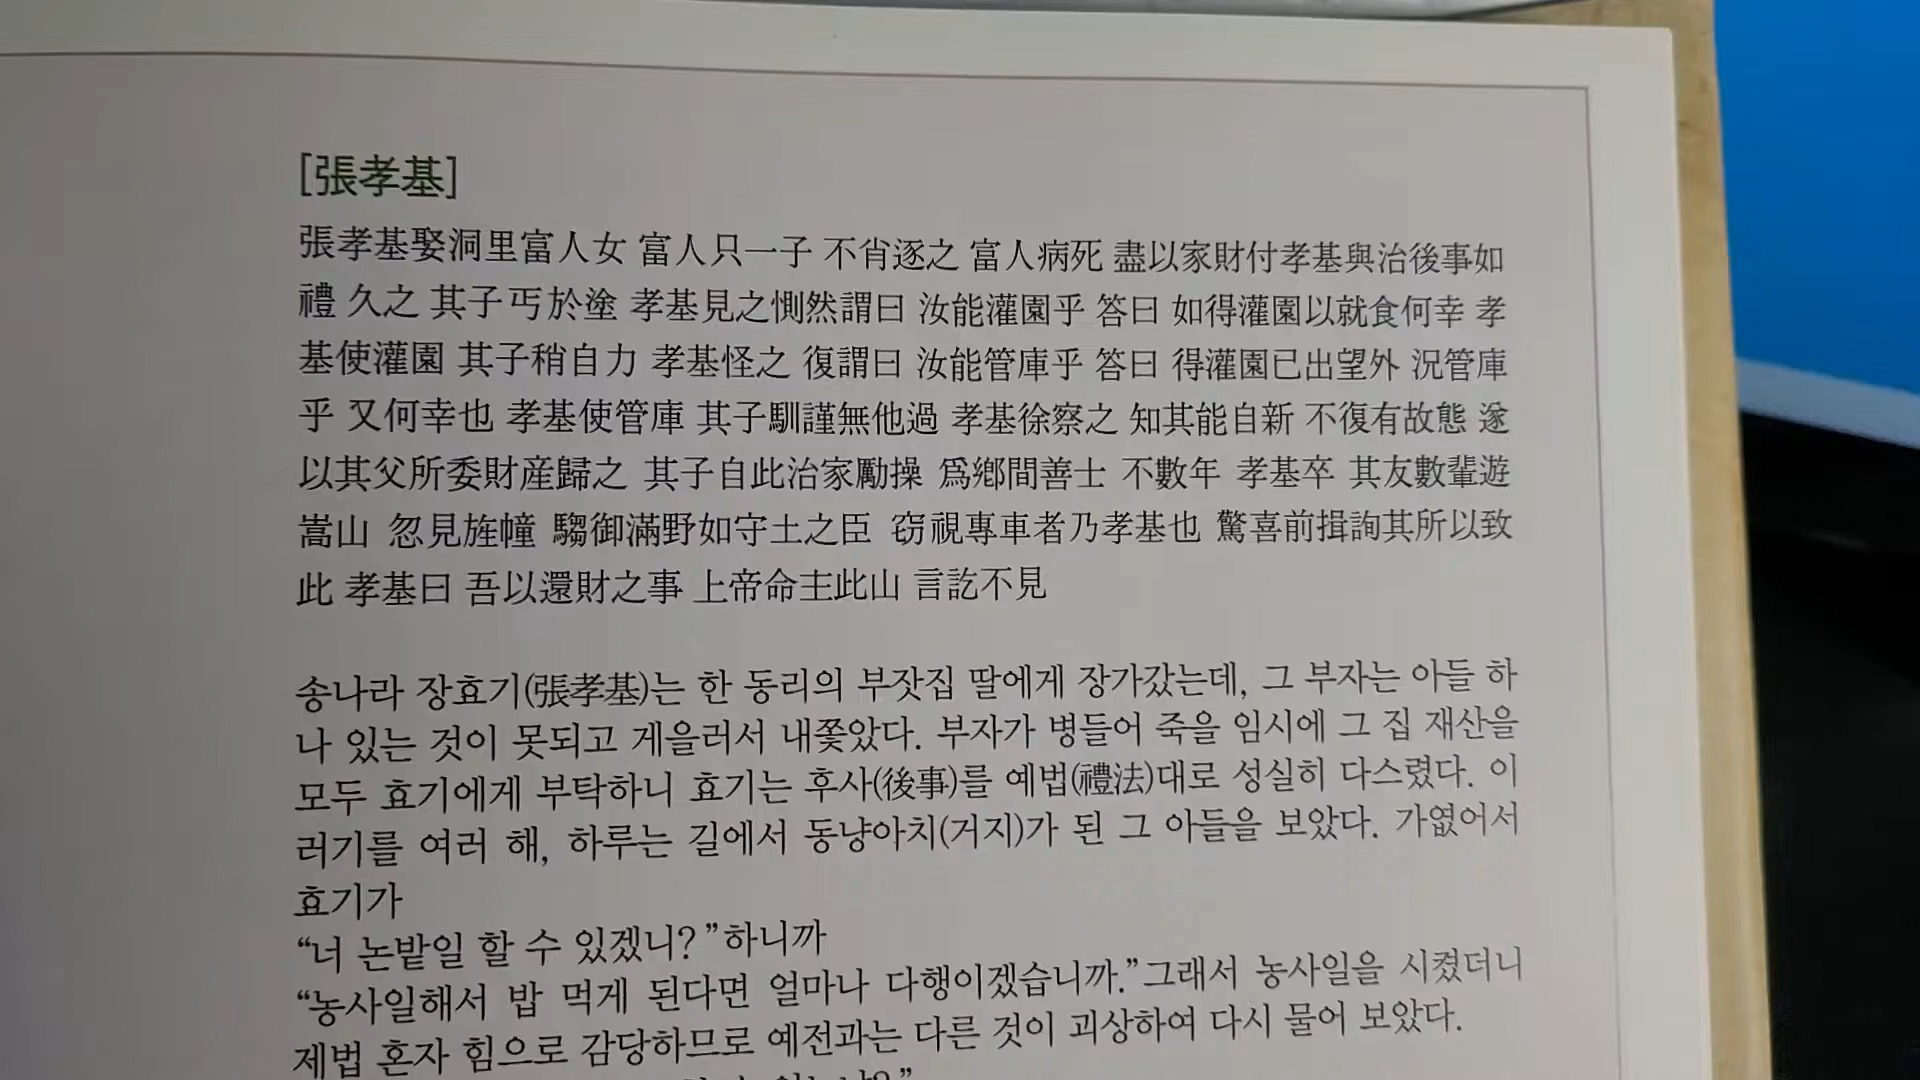 [張孝基]
張孝基娶洞里富人女 富人只一子 不肖逐之 富人病死 盡以家財付孝基與治後事如
禮 久之 其子丐於塗 孝基見之惻然謂曰 汝能灌園乎 答曰 如得灌園以就食何幸 孝
基使灌園 其子稍自力 孝基怪之 復謂曰 汝能管庫乎 答曰 得灌園已出望外 況管庫
乎 又何幸也 孝基使管庫 其子馴謹無他過 孝基徐察之 知其能自新 不復有故態 遂
以其父所委財産歸之 其子自此治家勵操 爲鄕間善士 不數年 孝基卒 其友數輩遊
嵩山 忽見旌幢 騶御滿野如守土之臣 窃視專車者乃孝基也 驚喜前揖詢其所以致
此 孝基曰 吾以還財之事 上帝命主此山 言訖不見
송나라 장효기(張孝基)는 한 동리의 부잣집 딸에게 장가갔는데, 그 부자는 아들 하
나 있는 것이 못되고 게을러서 내쫓았다. 부자가 병들어 죽을 임시에 그 집 재산을
모두 효기에게 부탁하니 효기는 후사(後事)를 예법(禮法)대로 성실히 다스렸다. 이
러기를 여러 해, 하루는 길에서 동냥아치(거지)가 된 그 아들을 보았다. 가엾어서
효기가
“너 논밭일 할 수 있겠니?”하니까
“농사일해서 밥 먹게 된다면 얼마나 다행이겠습니까.”그래서 농사일을 시켰더니
제법 혼자 힘으로 감당하므로 예전과는 다른 것이 괴상하여 다시 물어 보았다.